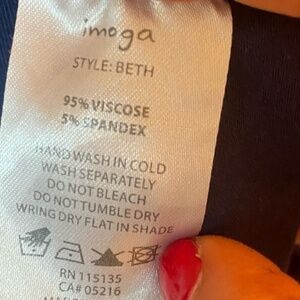 imoga
STYLE: BETH
95% VISCOSE
5% SPANDEX
HAND WASH IN COLD
WASH SEPARATELY
DO NOT BLEACH
DO NOT TUMBLE DRY
WRING DRY FLAT IN SHADE
RN 115135
CA# 05216